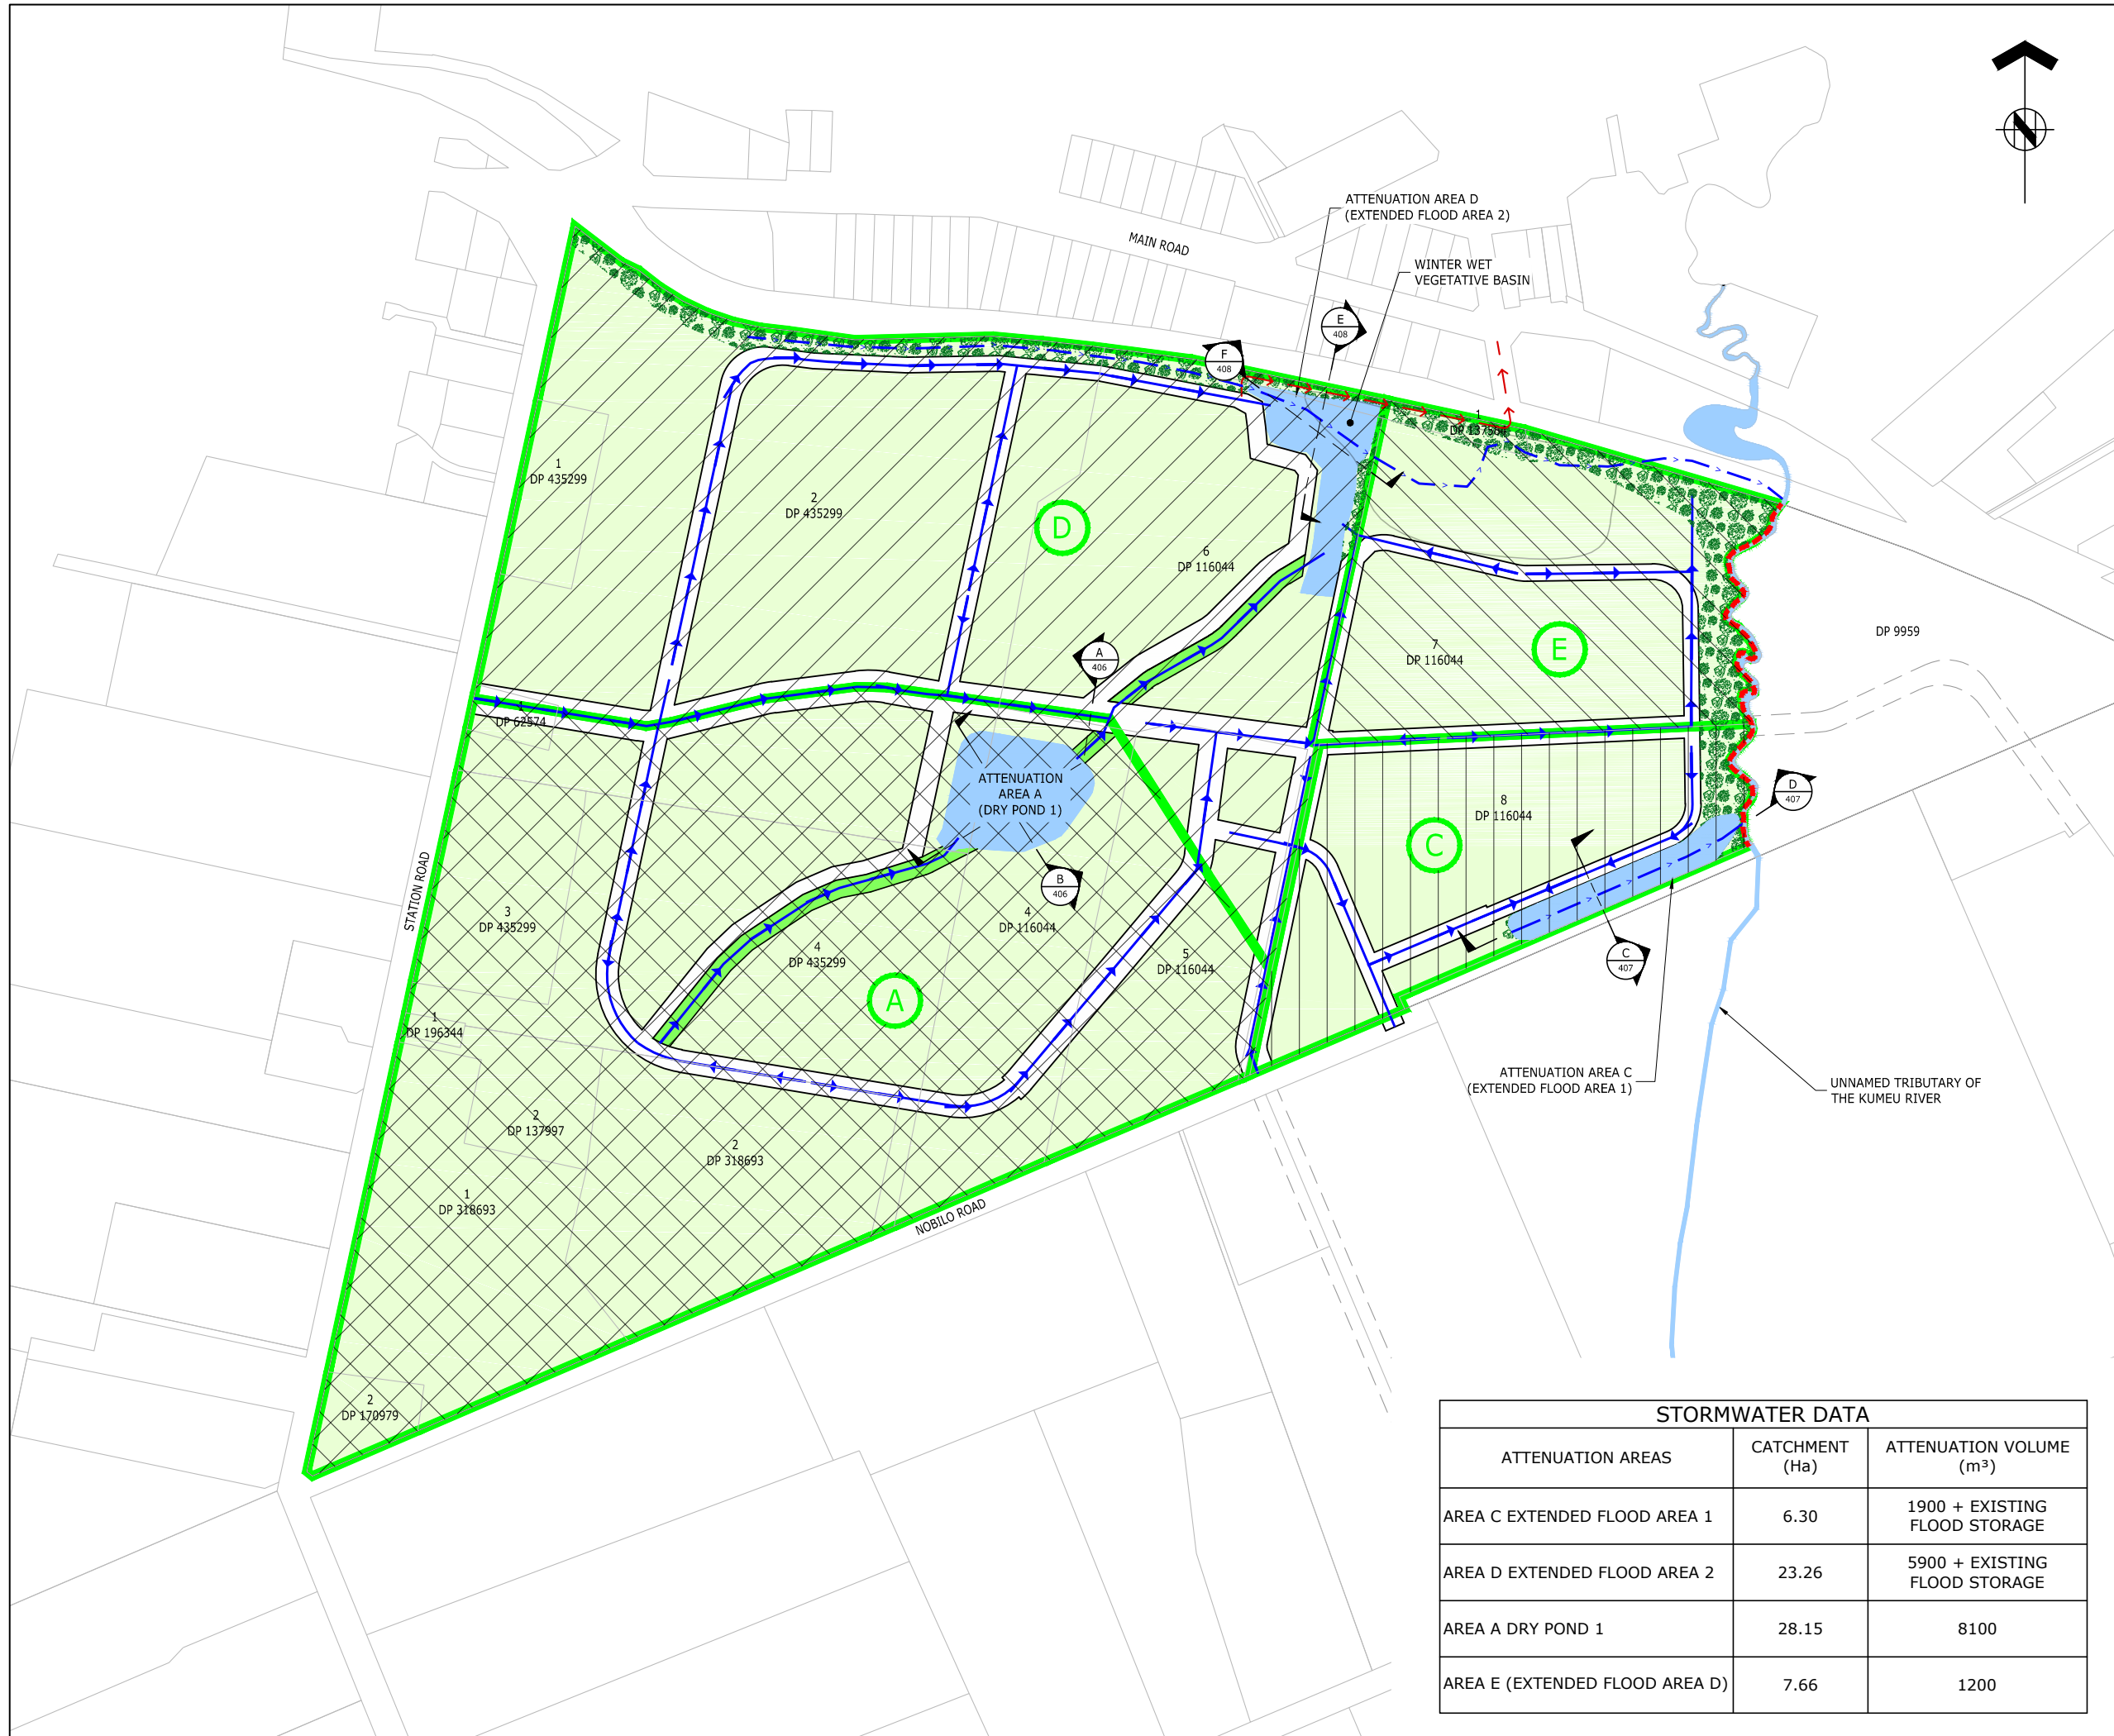 ATTENUATION AREA D
(EXTENDED FLOOD AREA 2)
MAIN ROAD
WINTER WET
VEGETATIVE BASIN
E
408
F
408
1
DP 137584
1
DP 435299
2
DP 435299
D
6
DP 116044
A
406
7
DP 116044
E
DP 9959
1
DP 62574
ATTENUATION
AREA A
(DRY POND 1)
D
407
8
DP 116044
C
B
406
STATION ROAD
3
DP 435299
4
DP 435299
4
DP 116044
5
DP 116044
C
407
A
1
DP 196344
ATTENUATION AREA C
(EXTENDED FLOOD AREA 1)
UNNAMED TRIBUTARY OF
THE KUMEU RIVER
2
DP 137997
2
DP 318693
1
DP 318693
NOBILO ROAD
2
DP 170979
STORMWATER DATA
ATTENUATION AREAS
CATCHMENT
(Ha)
ATTENUATION VOLUME
(m³)
AREA C EXTENDED FLOOD AREA 1
6.30
1900 + EXISTING
FLOOD STORAGE
AREA D EXTENDED FLOOD AREA 2
23.26
5900 + EXISTING
FLOOD STORAGE
AREA A DRY POND 1
28.15
8100
AREA E (EXTENDED FLOOD AREA D)
7.66
1200